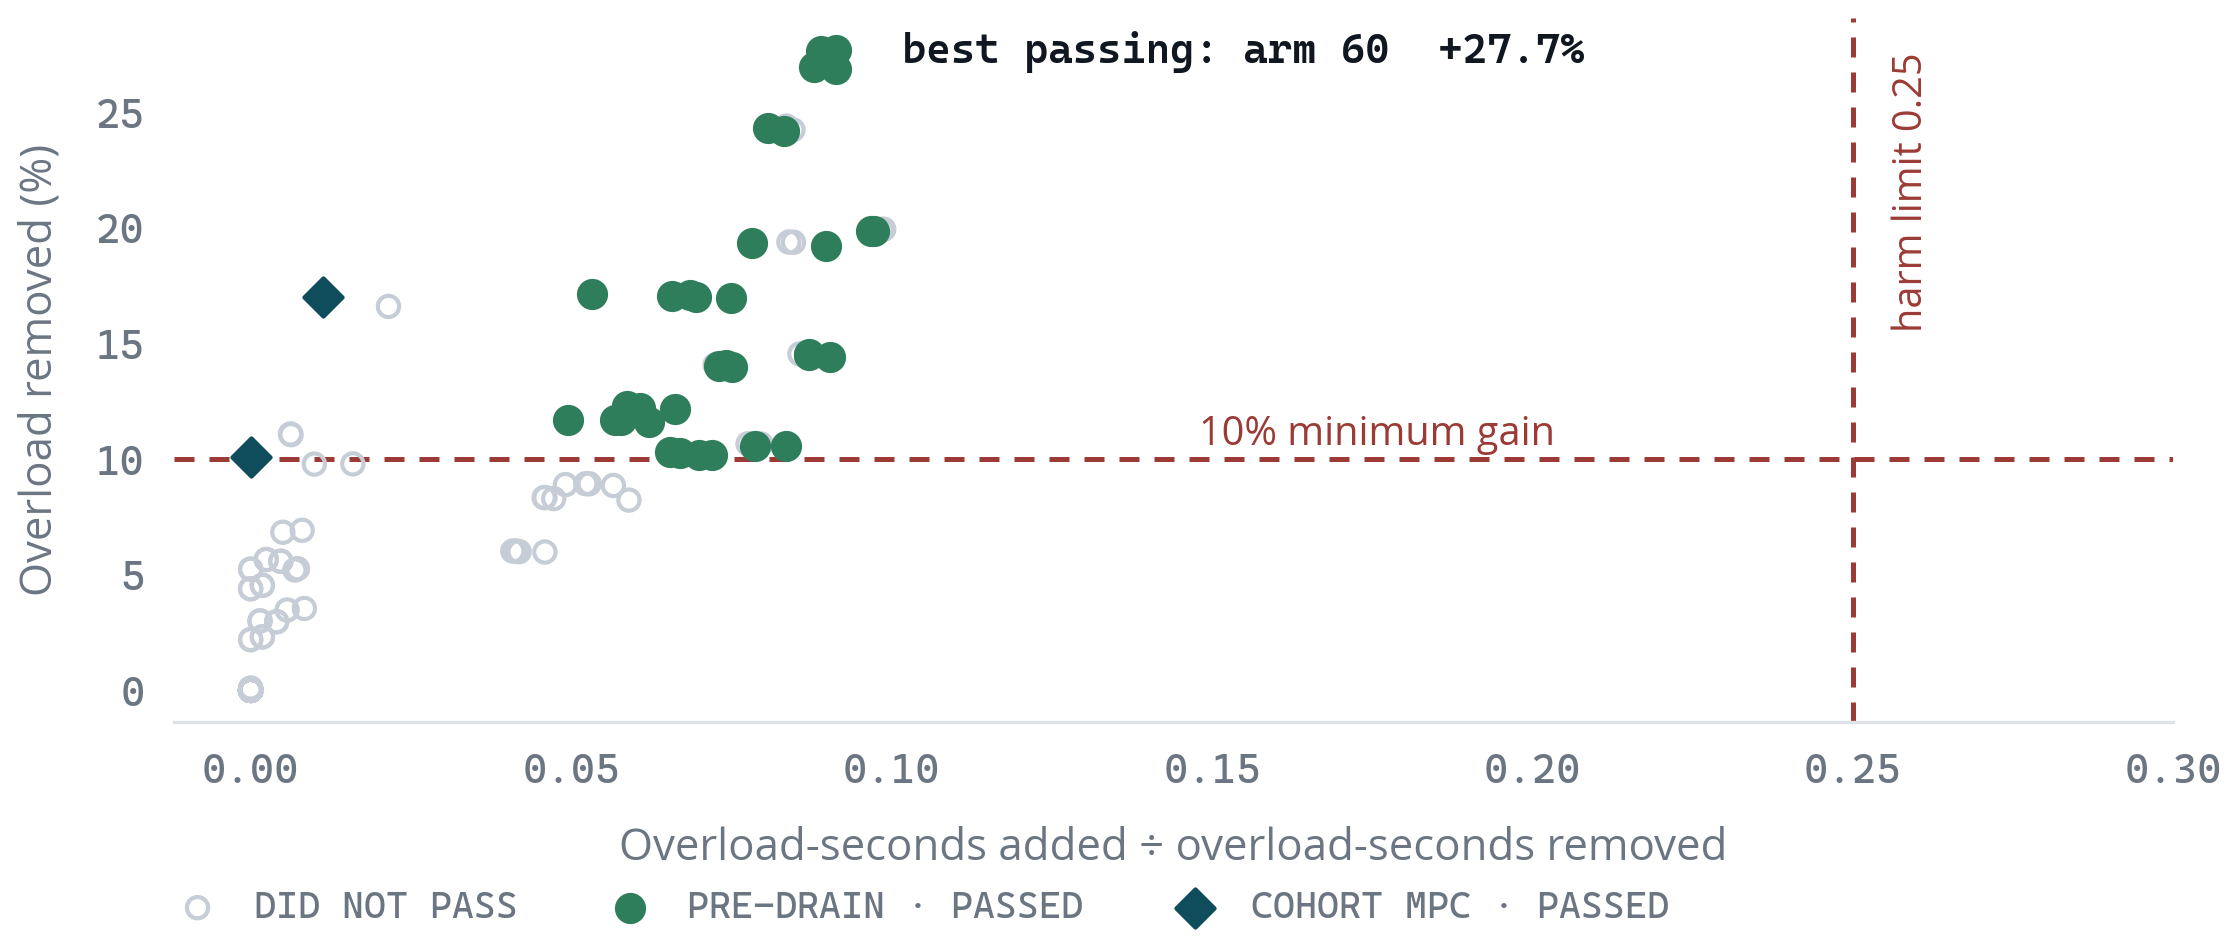 best passing: arm 60  +27.7%
harm limit 0.25
10% minimum gain
Overload removed (%)
25
20
15
10
5
0
0.00
0.05
0.10
0.15
0.20
0.25
0.30
Overload-seconds added ÷ overload-seconds removed
DID NOT PASS
PRE−DRAIN · PASSED
COHORT MPC · PASSED